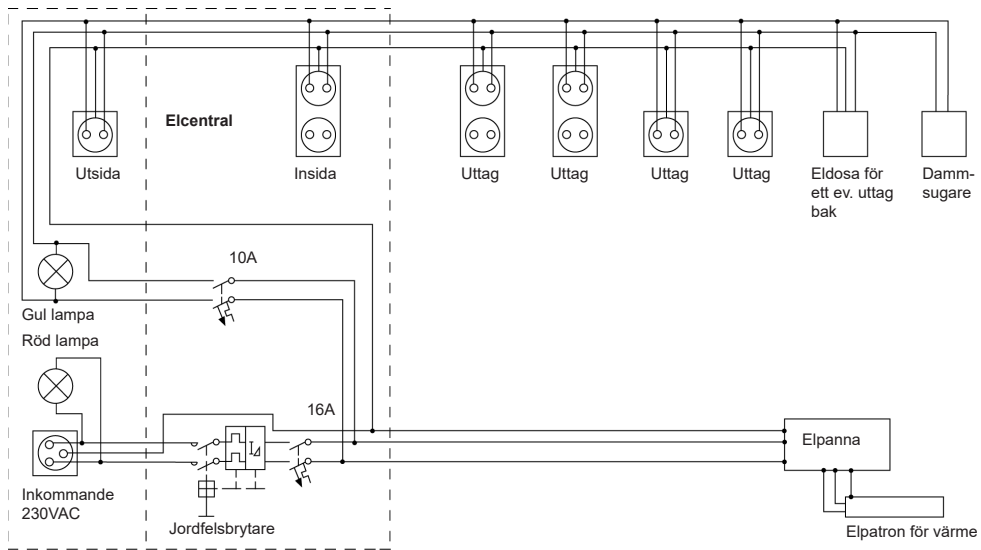 Elcentral
Utsida
Insida
Uttag
Uttag
Uttag
Uttag
Eldosa för
ett ev. uttag
bak
Damm-
sugare
10A
Gul lampa
Röd lampa
16A
I⊿
Elpanna
Inkommande
230VAC
Jordfelsbrytare
Elpatron för värme